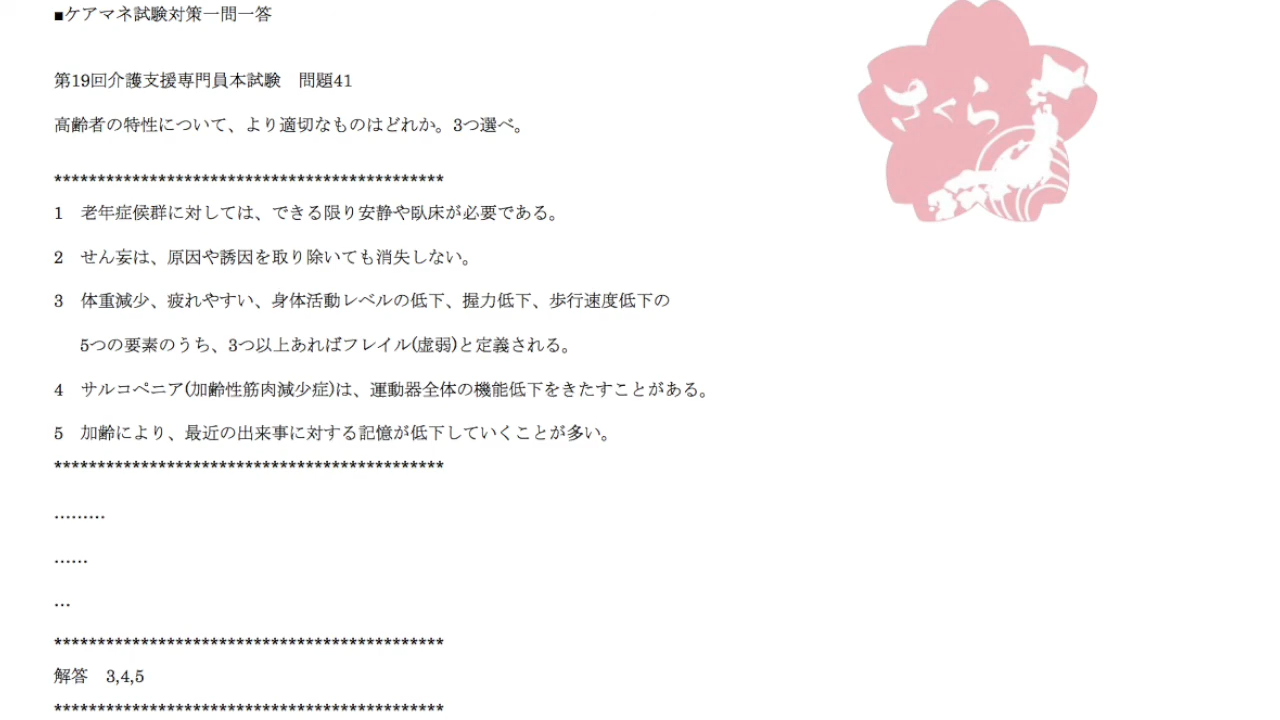 ■ケアマネ試験対策一問一答
第19回介護支援専門員本試験　問題41
高齢者の特性について、より適切なものはどれか。3つ選べ。
さくら
*********************************************
1　老年症侯群に対しては、できる限り安静や臥床が必要である。
2　せん妄は、原因や誘因を取り除いても消失しない。
3　体重減少、疲れやすい、身体活動レベルの低下、握力低下、歩行速度低下の
5つの要素のうち、3つ以上あればフレイル(虚弱)と定義される。
4　サルコペニア(加齢性筋肉減少症)は、運動器全体の機能低下をきたすことがある。
5　加齢により、最近の出来事に対する記憶が低下していくことが多い。
*********************************************
………
……
…
*********************************************
解答　3,4,5
*********************************************